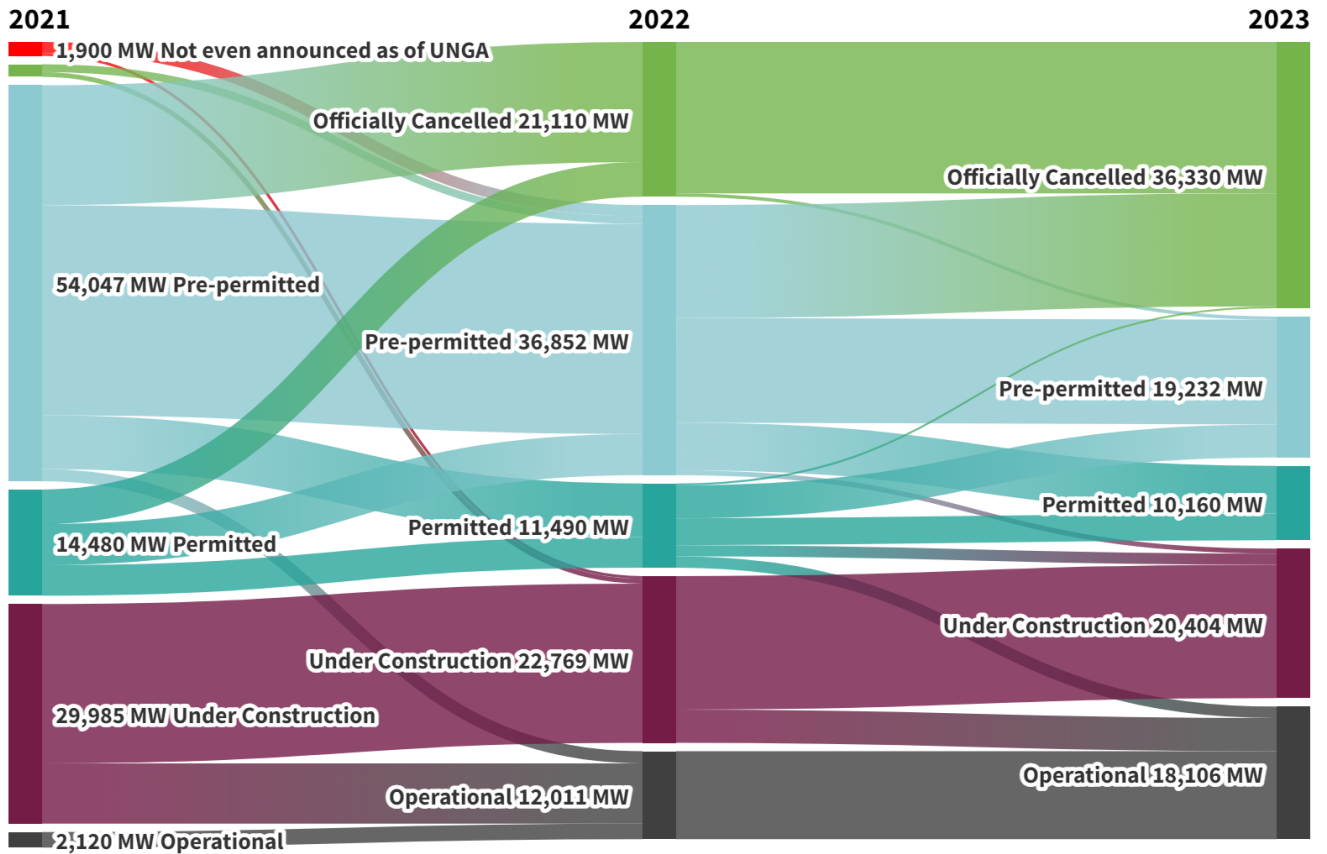 2021
2022
2023
1,900 MW Not even announced as of UNGA
Officially Cancelled 21,110 MW
Officially Cancelled 36,330 MW
54,047 MW Pre-permitted
Pre-permitted 36,852 MW
Pre-permitted 19,232 MW
14,480 MW Permitted
Permitted 11,490 MW
Permitted 10,160 MW
Under Construction 22,769 MW
Under Construction 20,404 MW
29,985 MW Under Construction
Operational 12,011 MW
Operational 18,106 MW
2,120 MW Operational